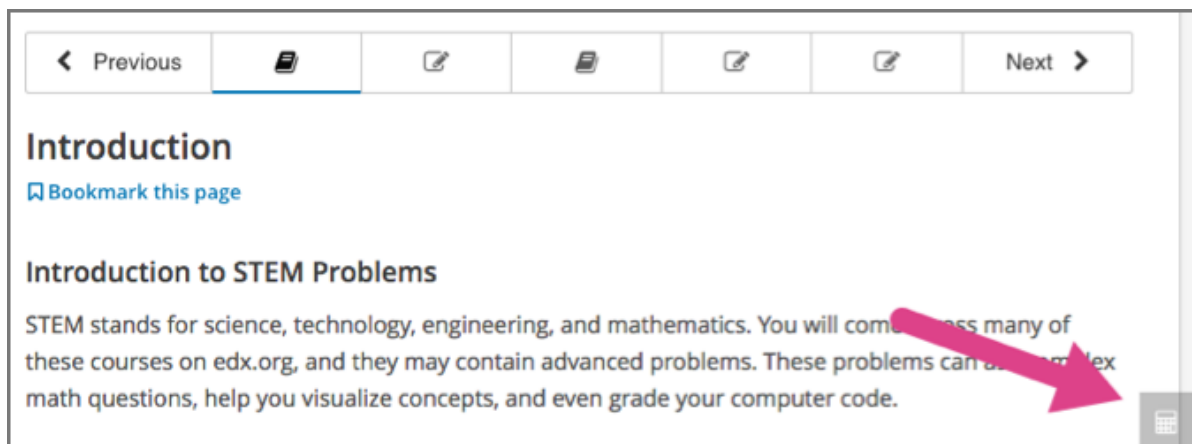 Previous
Next
Introduction
Bookmark this page
Introduction to STEM Problems
STEM stands for science, technology, engineering, and mathematics. You will many of
these courses on edx.org, and they may contain advanced problems. These problems can
math questions, help you visualize concepts, and even grade your computer code.